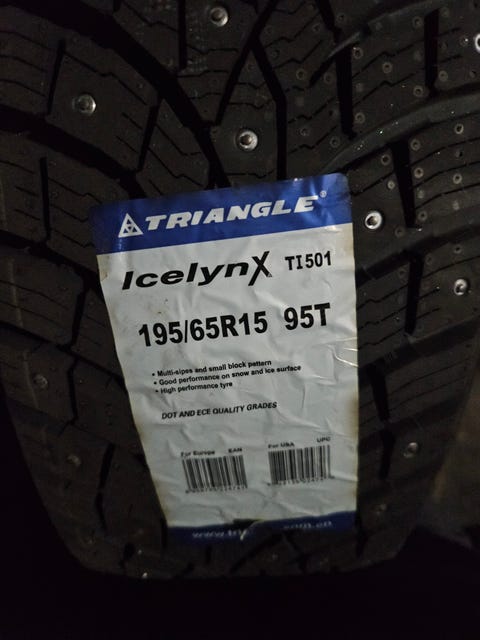 TRIANGLE®
IcelynX TI501
195/65R15 95T
• Multi-sipes and small block pattern
• Good performance on snow and ice surface
• High performance tyre
DOT AND ECE QUALITY GRADES
For Europe EAN For USA UPC